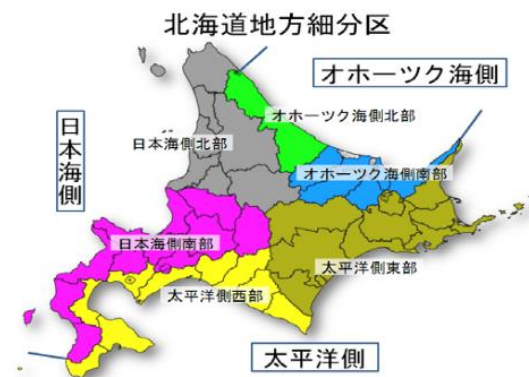 北海道地方細分区
オホーツク海側
オホーツク海側北部
日本海側
日本海側北部
オホーツク海側南部
日本海側南部
太平洋側東部
太平洋側西部
太平洋側